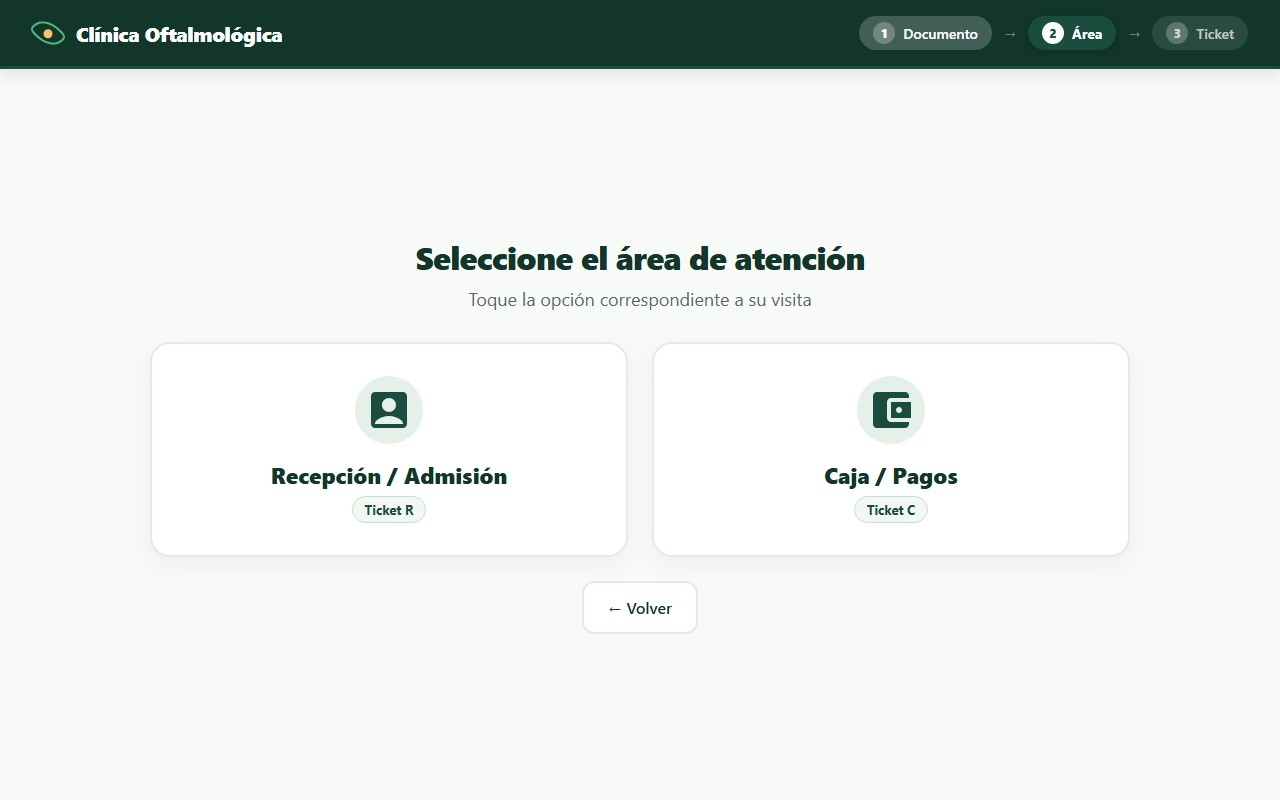 Clínica Oftalmológica
1 Documento → 2 Área → 3 Ticket
Seleccione el área de atención
Toque la opción correspondiente a su visita
Recepción / Admisión
Ticket R
Caja / Pagos
Ticket C
← Volver